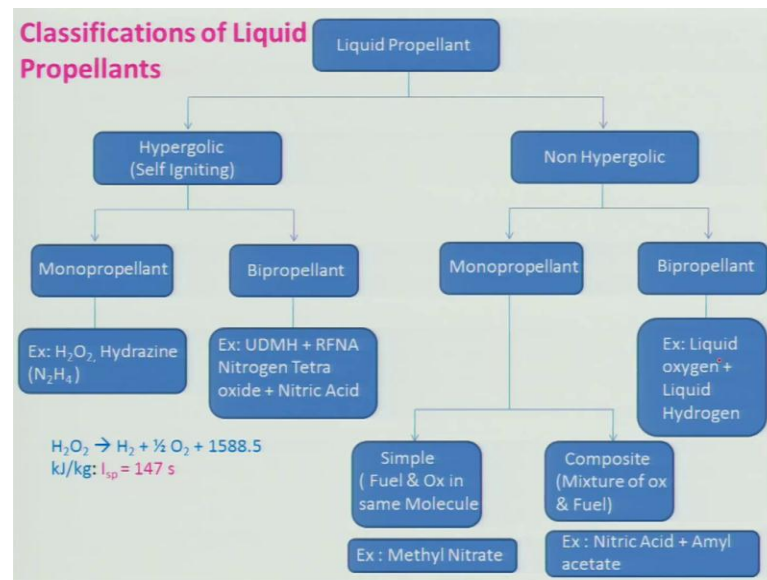 Classifications of Liquid
Propellants
Liquid Propellant
Hypergolic
(Self Igniting)
Non Hypergolic
Monopropellant
Bipropellant
Monopropellant
Bipropellant
Ex: H₂O₂, Hydrazine
(N₂H₄)
Ex: UDMH + RFNA
Nitrogen Tetra
oxide + Nitric Acid
Ex: Liquid
oxygen +
Liquid
Hydrogen
H₂O₂ → H₂ + ½ O₂ + 1588.5
kJ/kg: Iₛₚ = 147 s
Simple
( Fuel & Ox in
same Molecule
Composite
(Mixture of ox
& Fuel)
Ex : Methyl Nitrate
Ex : Nitric Acid + Amyl
acetate